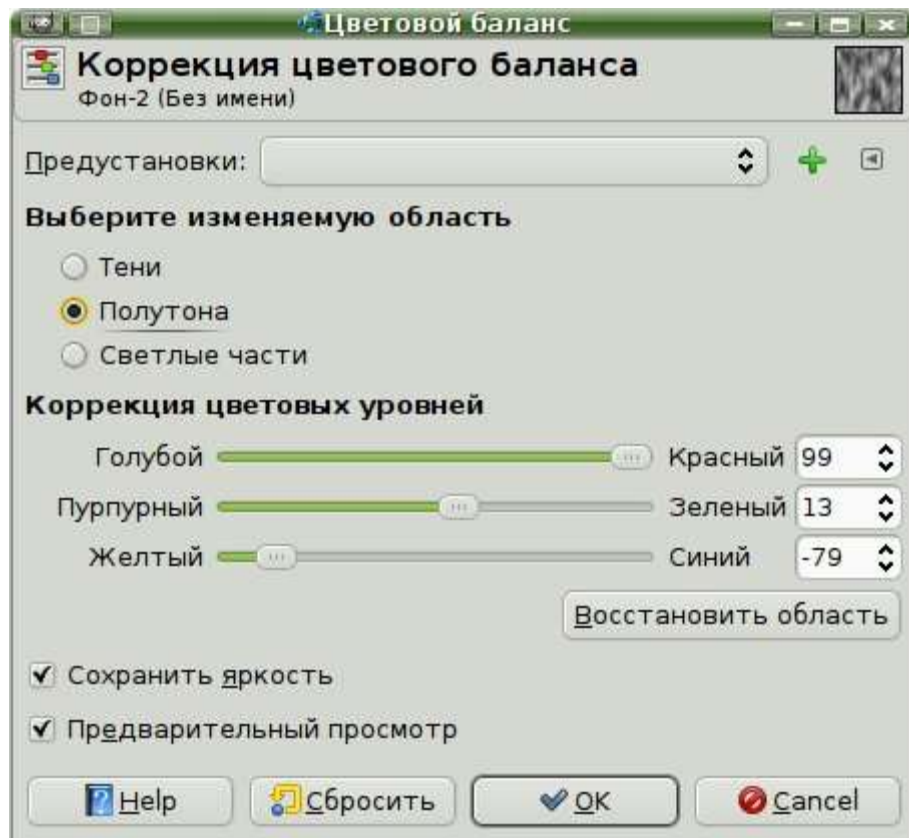 Цветовой баланс
Коррекция цветового баланса
Фон-2 (Без имени)
Предустановки:
Выберите изменяемую область
Тени
Полутона
Светлые части
Коррекция цветовых уровней
Голубой Красный 99
Пурпурный Зеленый 13
Желтый Синий -79
Восстановить область
Сохранить яркость
Предварительный просмотр
Help Сбросить OK Cancel